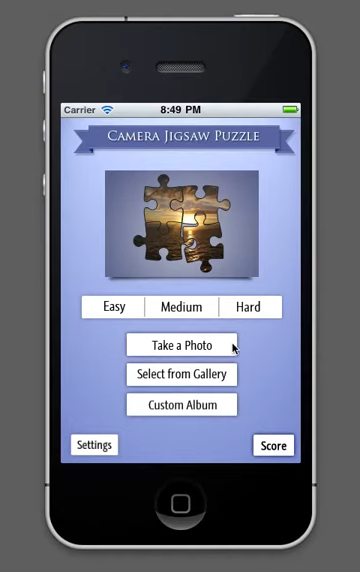 Carrier 8:49 PM
CAMERA JIGSAW PUZZLE
Easy Medium Hard
Take a Photo
Select from Gallery
Custom Album
Settings Score